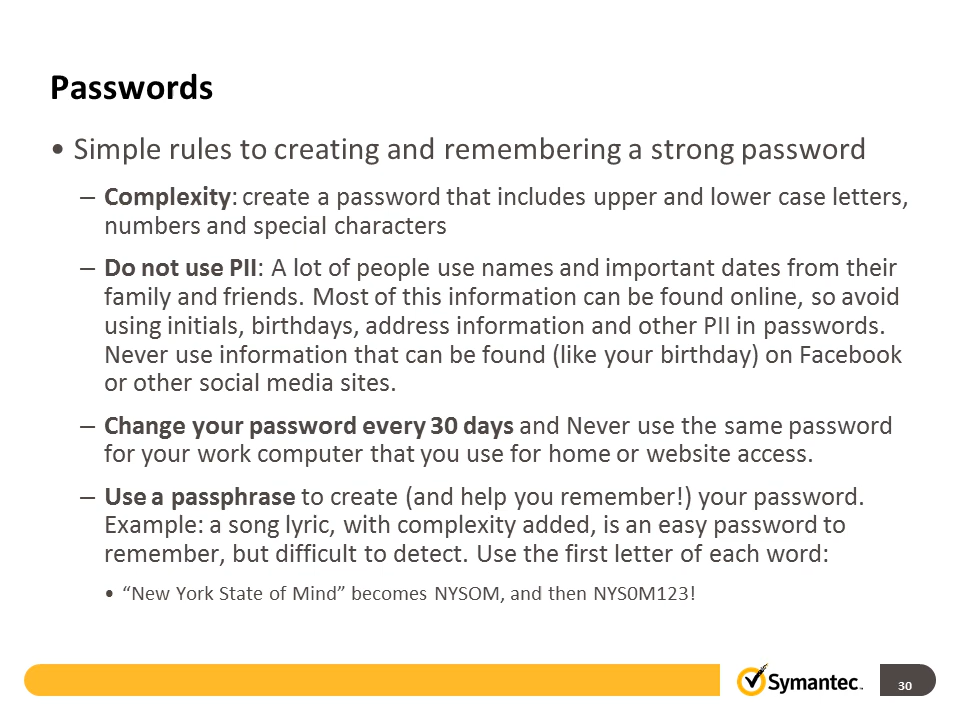 Passwords
• Simple rules to creating and remembering a strong password
– Complexity: create a password that includes upper and lower case letters,
numbers and special characters
– Do not use PII: A lot of people use names and important dates from their
family and friends. Most of this information can be found online, so avoid
using initials, birthdays, address information and other PII in passwords.
Never use information that can be found (like your birthday) on Facebook
or other social media sites.
– Change your password every 30 days and Never use the same password
for your work computer that you use for home or website access.
– Use a passphrase to create (and help you remember!) your password.
Example: a song lyric, with complexity added, is an easy password to
remember, but difficult to detect. Use the first letter of each word:
• “New York State of Mind” becomes NYSOM, and then NYS0M123!
Symantec™
30